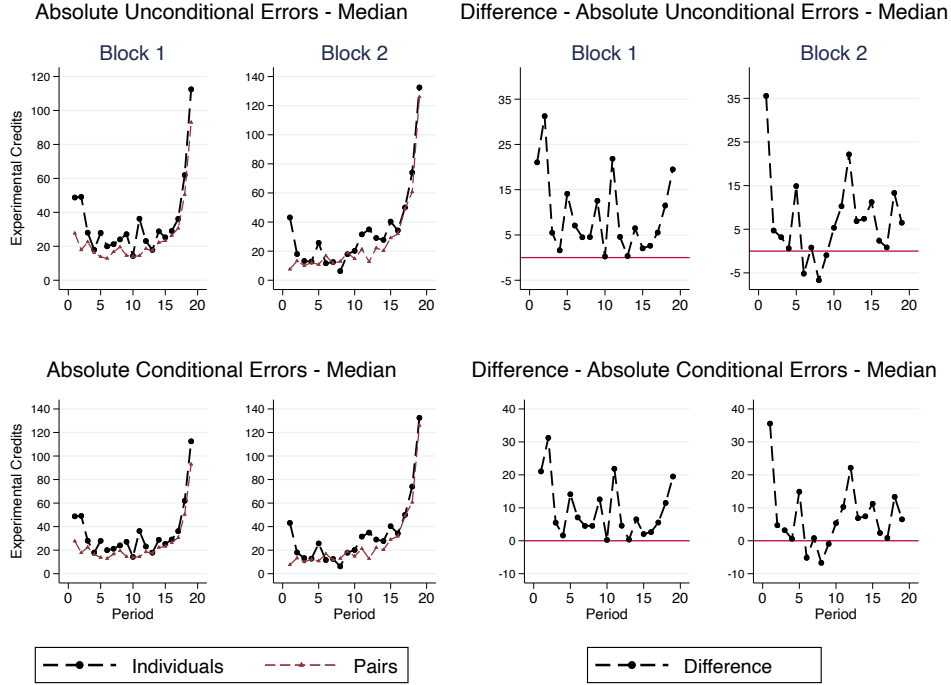 Absolute Unconditional Errors - Median
Difference - Absolute Unconditional Errors - Median
Block 1
Block 2
Block 1
Block 2
Experimental Credits
120
100
80
60
40
20
0
0 5 10 15 20
140
120
100
80
60
40
20
0
0 5 10 15 20
35
25
15
5
-5
0 5 10 15 20
35
25
15
5
-5
0 5 10 15 20
Absolute Conditional Errors - Median
Difference - Absolute Conditional Errors - Median
Experimental Credits
140
120
100
80
60
40
20
0
0 5 10 15 20
Period
140
120
100
80
60
40
20
0
0 5 10 15 20
Period
40
30
20
10
0
-10
0 5 10 15 20
Period
40
30
20
10
0
-10
0 5 10 15 20
Period
Individuals
Pairs
Difference